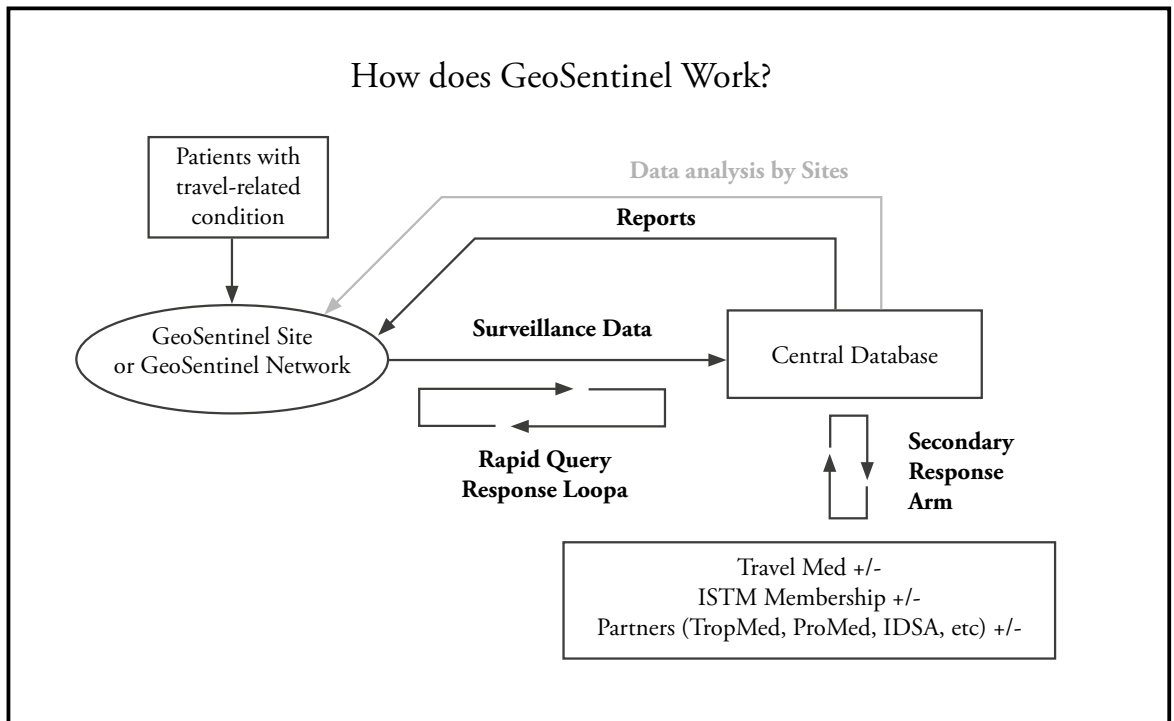 How does GeoSentinel Work?
Patients with
travel-related
condition
Data analysis by Sites
Reports
GeoSentinel Site
or GeoSentinel Network
Surveillance Data
Central Database
Rapid Query
Response Loopa
Secondary
Response
Arm
Travel Med +/-
ISTM Membership +/-
Partners (TropMed, ProMed, IDSA, etc) +/-